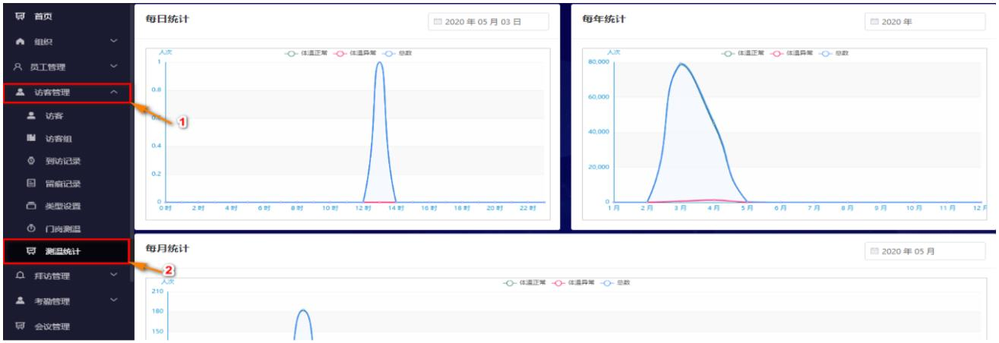 首页
组织
员工管理
访客管理
访客
访客组
到访记录
留痕记录
类型设置
门岗测温
测温统计
拜访管理
考勤管理
会议管理
1
2
每日统计
2020 年 05 月 03 日
人次
体温正常 体温异常 总数
1
0.8
0.4
0.2
0
0 时 2 时 4 时 6 时 8 时 10 时 12 时 14 时 16 时 18 时 20 时 22 时
每年统计
2020 年
人次
体温正常 体温异常 总数
80,000
60,000
40,000
20,000
0
1 月 2 月 3 月 4 月 5 月 6 月 7 月 8 月 9 月 10 月 11 月 12 月
每月统计
2020 年 05 月
人次
体温正常 体温异常 总数
210
180
150